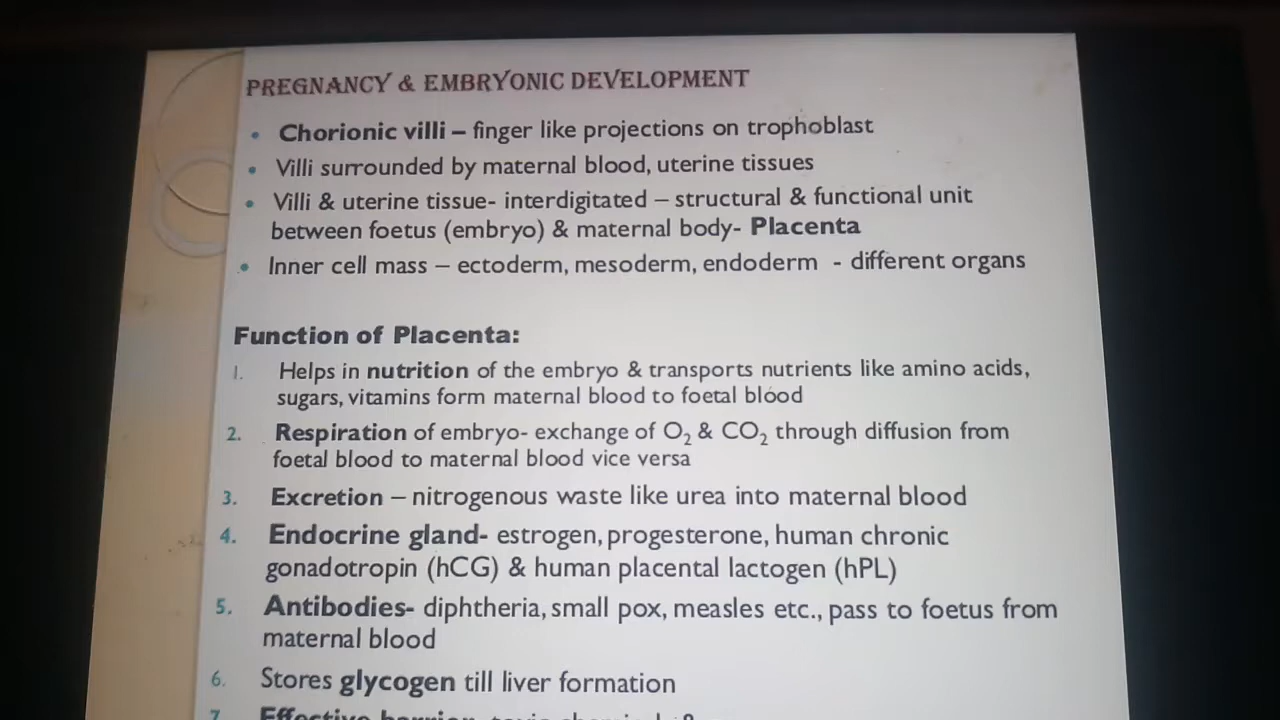 PREGNANCY & EMBRYONIC DEVELOPMENT
• Chorionic villi – finger like projections on trophoblast
• Villi surrounded by maternal blood, uterine tissues
• Villi & uterine tissue- interdigitated – structural & functional unit
between foetus (embryo) & maternal body- Placenta
• Inner cell mass – ectoderm, mesoderm, endoderm - different organs
Function of Placenta:
1. Helps in nutrition of the embryo & transports nutrients like amino acids,
sugars, vitamins form maternal blood to foetal blood
2. Respiration of embryo- exchange of O₂ & CO₂ through diffusion from
foetal blood to maternal blood vice versa
3. Excretion – nitrogenous waste like urea into maternal blood
4. Endocrine gland- estrogen, progesterone, human chronic
gonadotropin (hCG) & human placental lactogen (hPL)
5. Antibodies- diphtheria, small pox, measles etc., pass to foetus from
maternal blood
6. Stores glycogen till liver formation
7. Effective barrier-